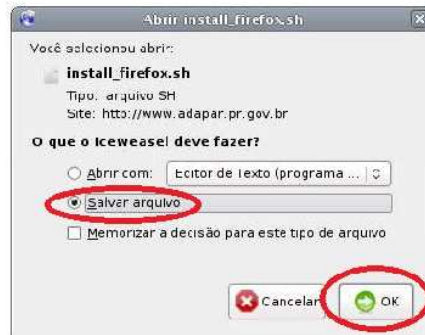 Abrir install_firefox.sh
Você selecionou abrir:
install_firefox.sh
Tipo: arquivo SH
Site: http://www.adapar.pr.gov.br
O que o Iceweasel deve fazer?
Abrir com: Editor de Texto (programa ...
Salvar arquivo
Memorizar a decisão para este tipo de arquivo
Cancelar OK